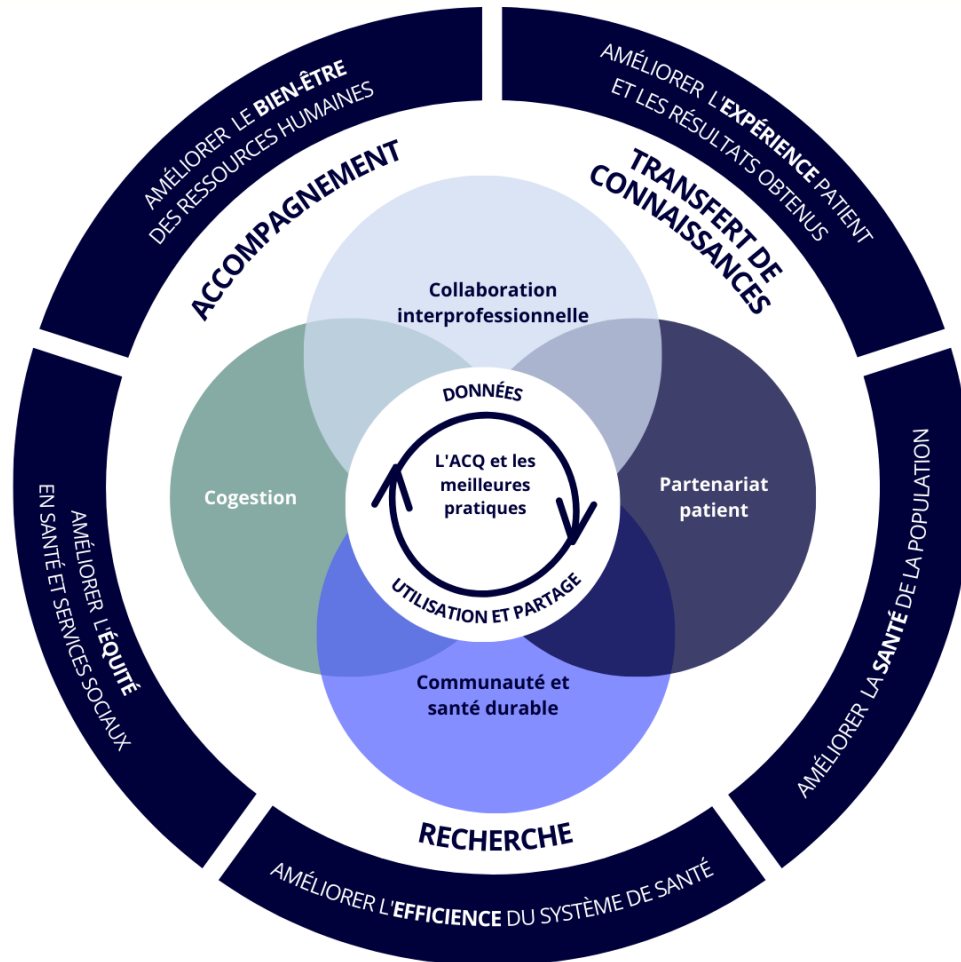 AMÉLIORER LE BIEN-ÊTRE
DES RESSOURCES HUMAINES
AMÉLIORER L'EXPÉRIENCE PATIENT
ET LES RÉSULTATS OBTENUS
ACCOMPAGNEMENT
TRANSFERT DE
CONNAISSANCES
Collaboration
interprofessionnelle
DONNÉES
L'ACQ et les
meilleures
pratiques
UTILISATION ET PARTAGE
Cogestion
Partenariat
patient
Communauté et
santé durable
RECHERCHE
AMÉLIORER L'ÉQUITÉ
EN SANTÉ ET SERVICES SOCIAUX
AMÉLIORER LA SANTÉ DE LA POPULATION
AMÉLIORER L'EFFICIENCE DU SYSTÈME DE SANTÉ